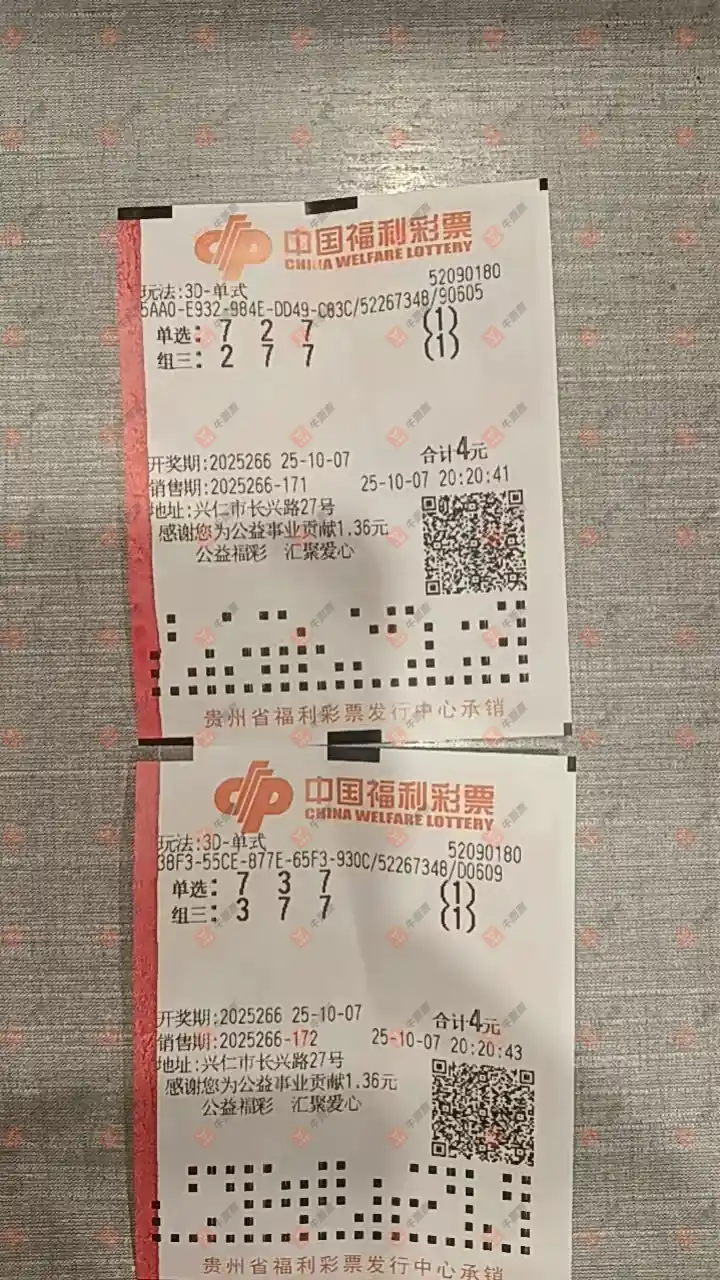 中国福利彩票
CHINA WELFARE LOTTERY
玩法:3D-单式 52090180
5AA0-E932-984E-DD49-C83C/52267348/90605
单选: 7 2 7 (1)
组三: 2 7 7 (1)
开奖期:2025266 25-10-07 合计4元
销售期:2025266-171 25-10-07 20:20:41
地址:兴仁市长兴路27号
感谢您为公益事业贡献1.36元
公益福彩 汇聚爱心
贵州省福利彩票发行中心承销
中国福利彩票
CHINA WELFARE LOTTERY
玩法:3D-单式 52090180
38F3-55CE-877E-65F3-930C/52267348/D0609
单选: 7 3 7 (1)
组三: 3 7 7 (1)
开奖期:2025266 25-10-07 合计4元
销售期:2025266-172 25-10-07 20:20:43
地址:兴仁市长兴路27号
感谢您为公益事业贡献1.36元
公益福彩 汇聚爱心
贵州省福利彩票发行中心承销